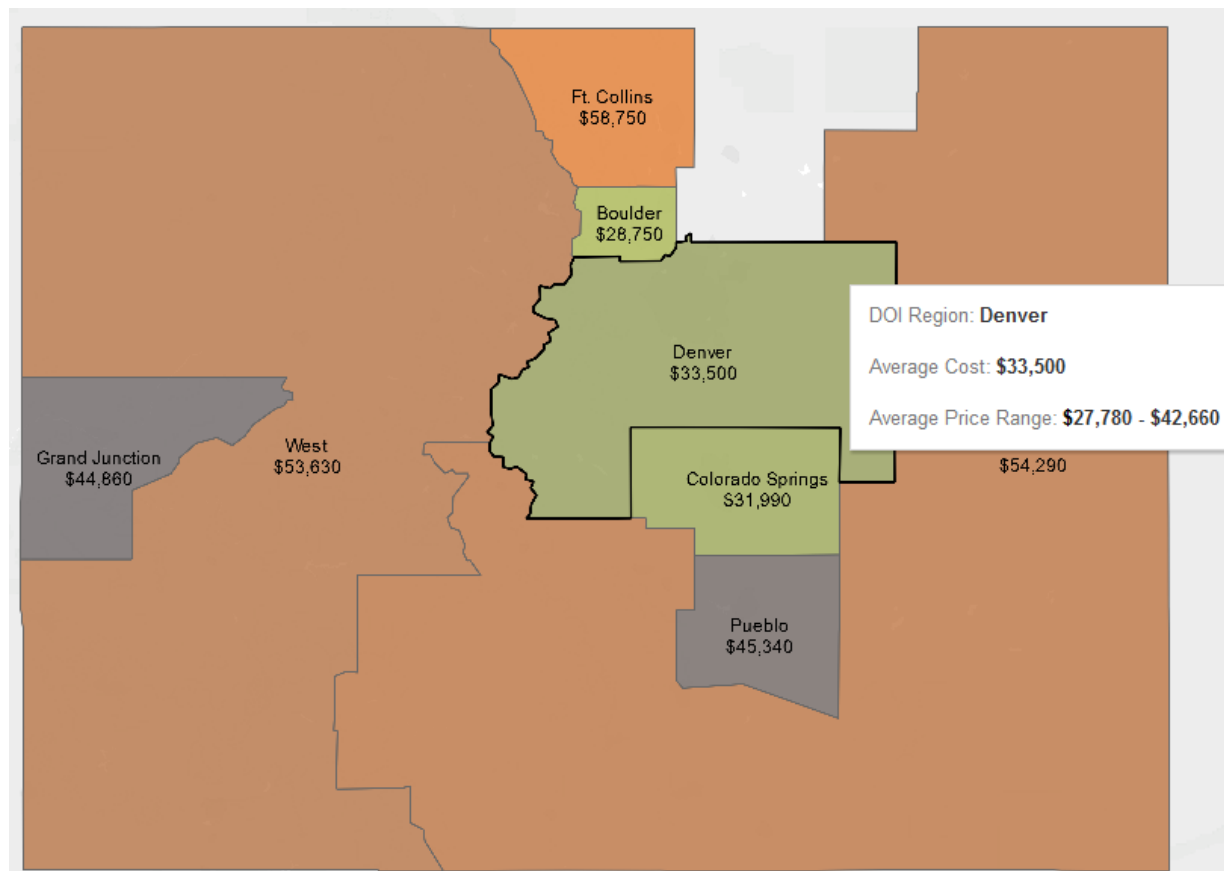 Ft. Collins
$58,750
Boulder
$28,750
Denver
$33,500
DOI Region: Denver
Average Cost: $33,500
Average Price Range: $27,780 - $42,660
West
$53,630
Grand Junction
$44,860
$54,290
Colorado Springs
$31,990
Pueblo
$45,340